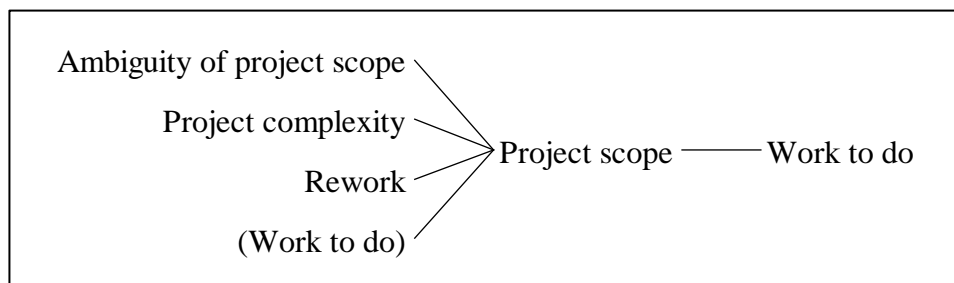 Ambiguity of project scope
Project complexity
Project scope
Work to do
Rework
(Work to do)